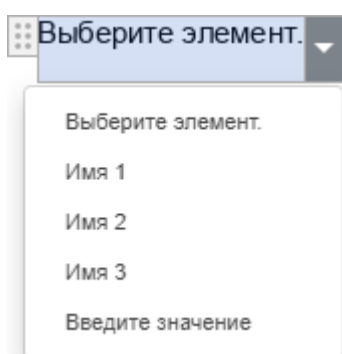 Выберите элемент.
Выберите элемент.
Имя 1
Имя 2
Имя 3
Введите значение